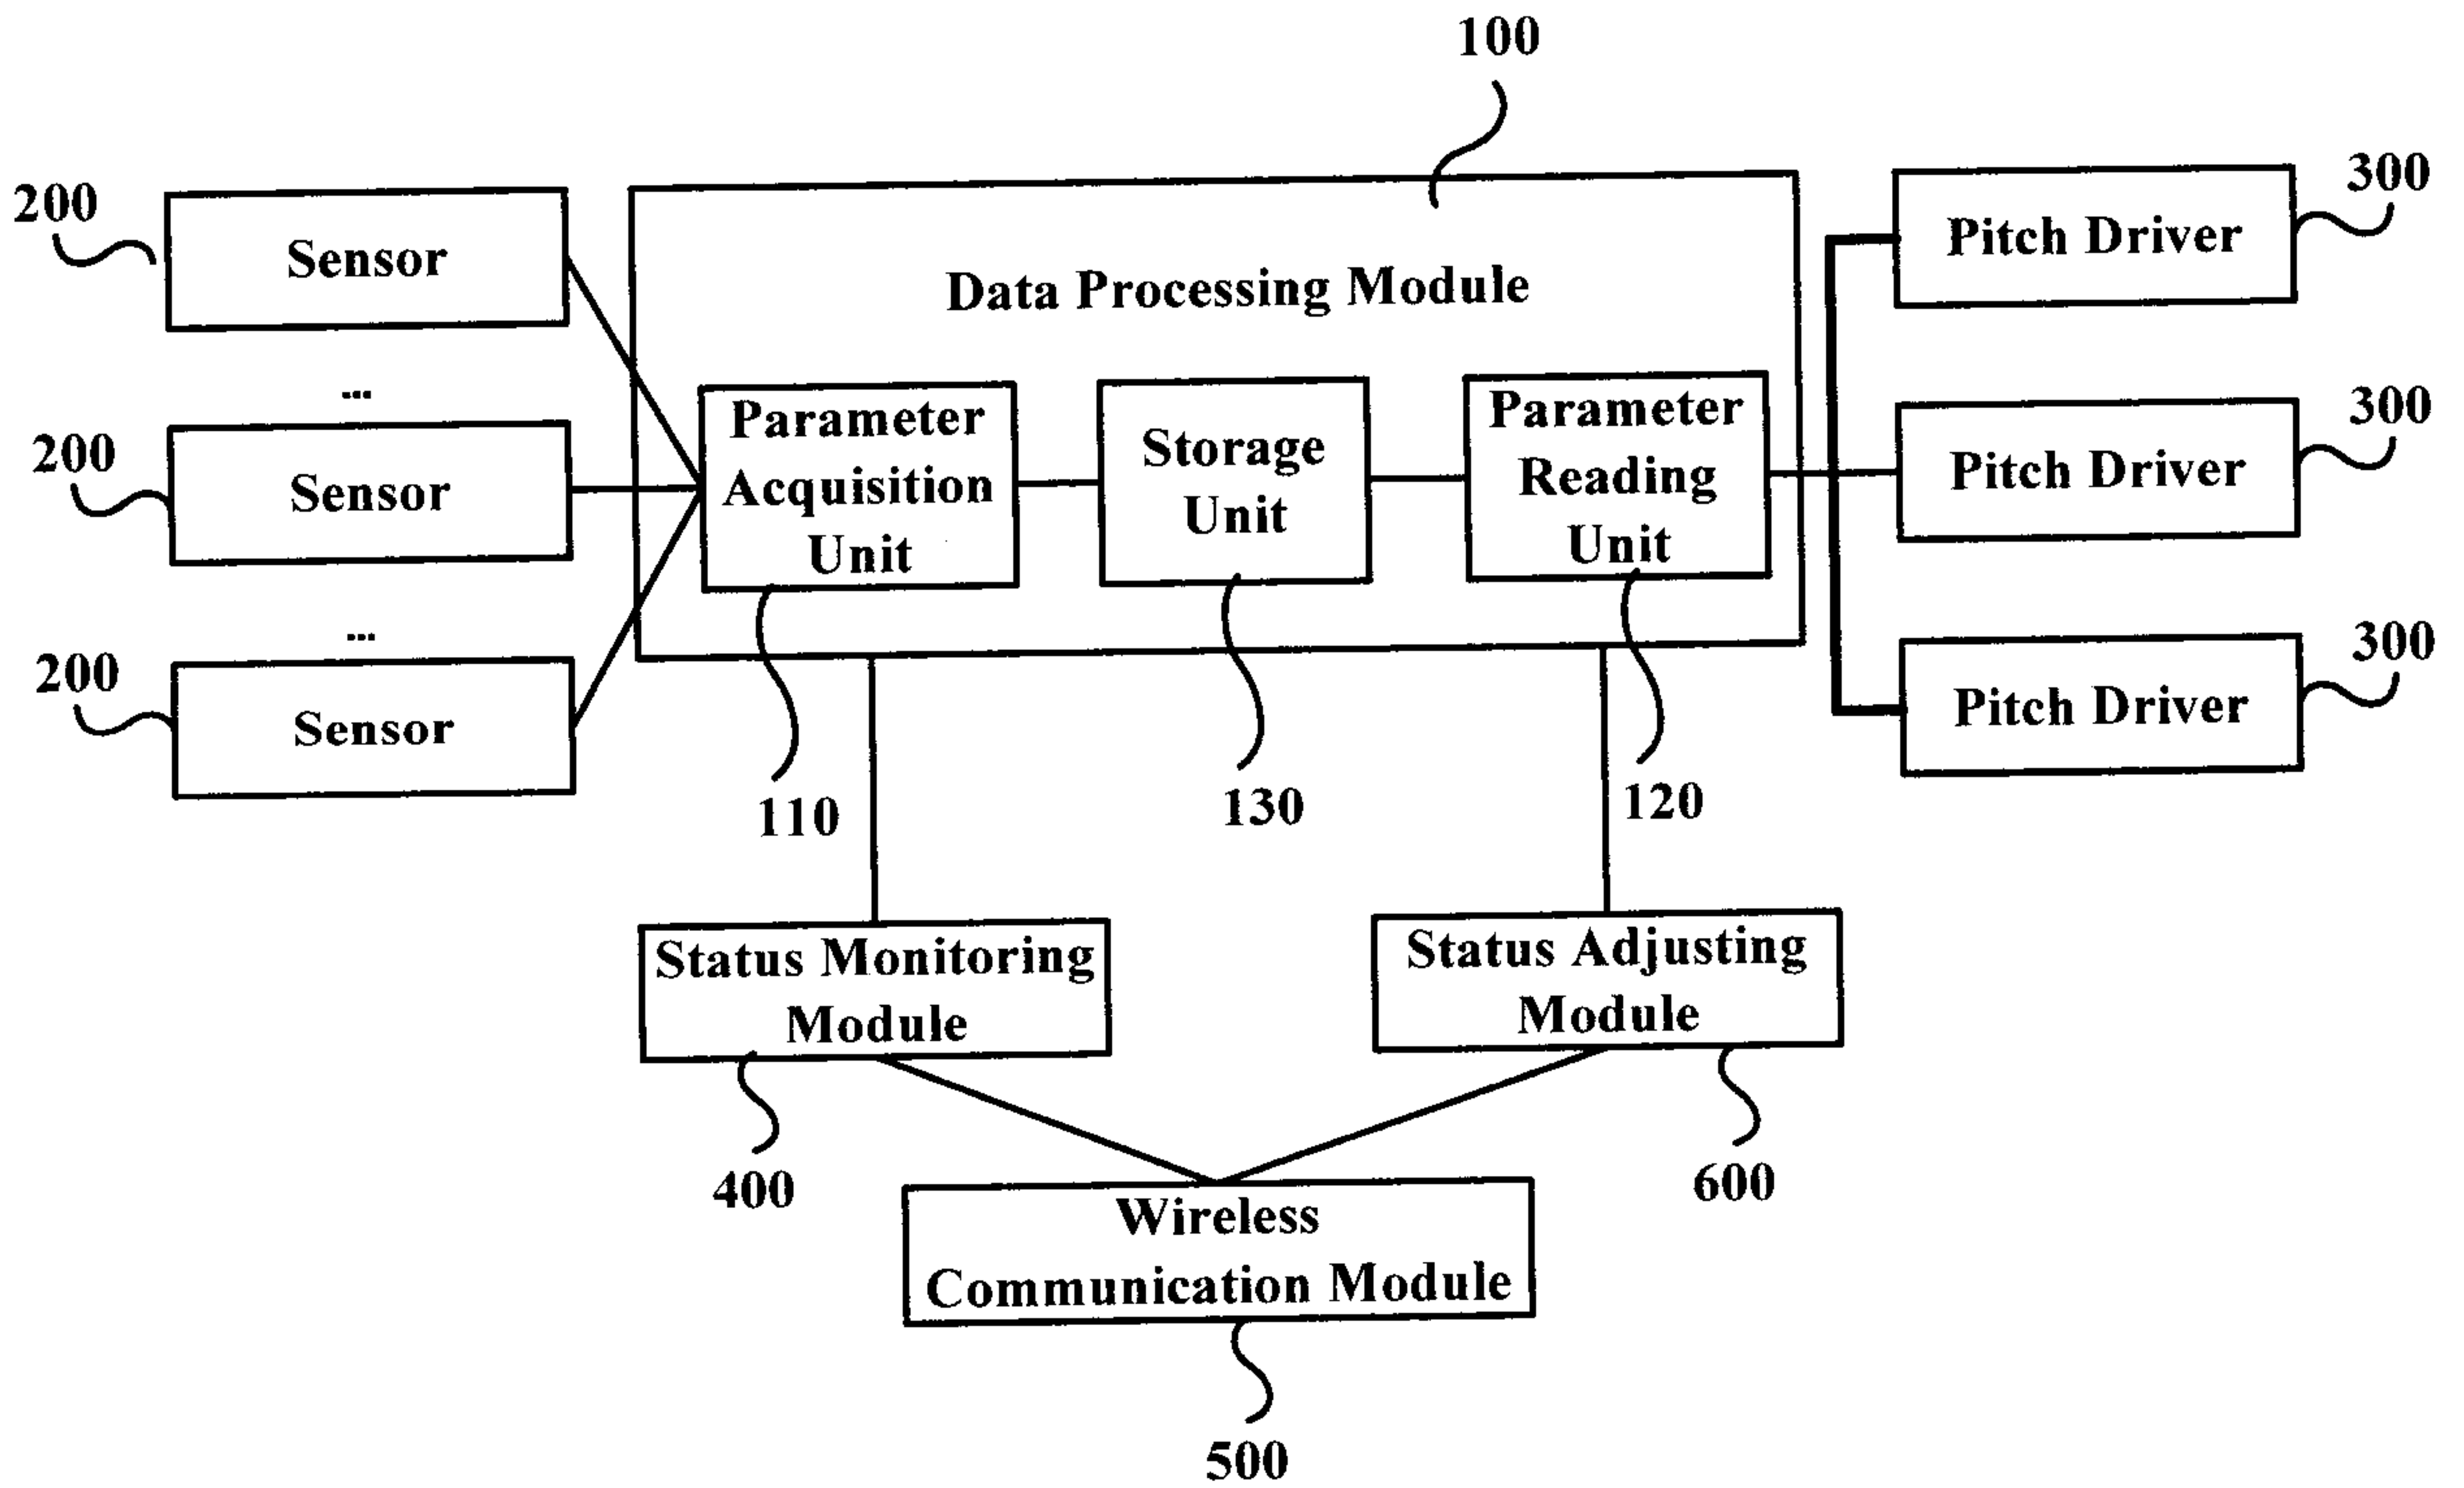 100
200
Sensor
Data Processing Module
Pitch Driver
300
...
200
Sensor
Parameter
Acquisition
Unit
Storage
Unit
Parameter
Reading
Unit
Pitch Driver
300
...
200
Sensor
Pitch Driver
300
110
130
120
Status Monitoring
Module
Status Adjusting
Module
400
600
Wireless
Communication Module
500